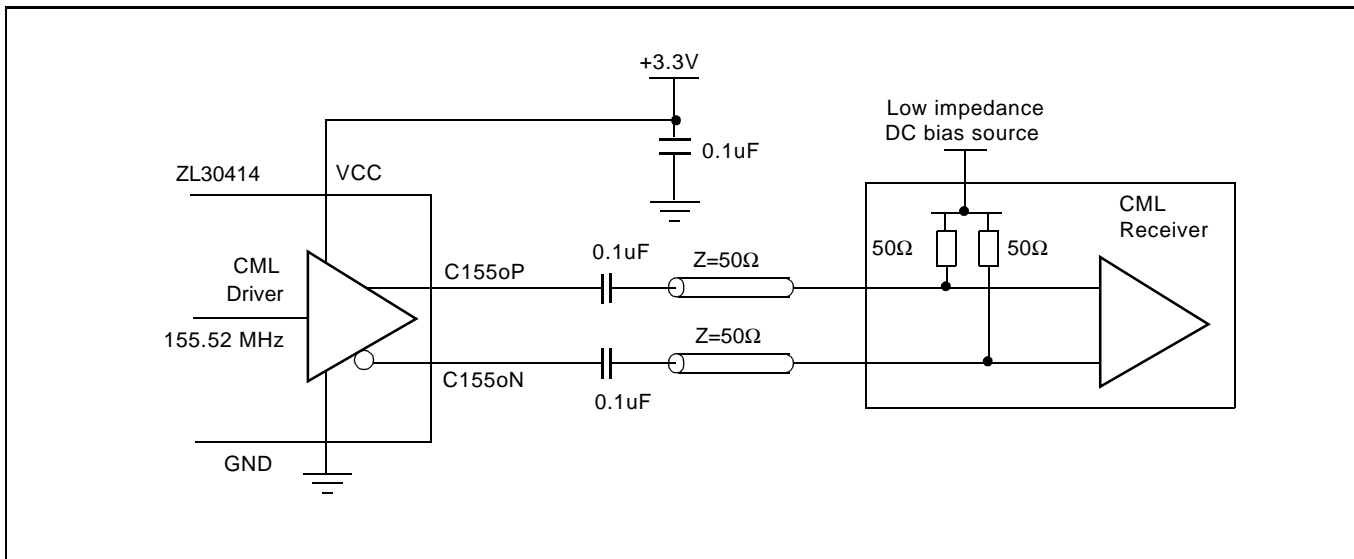 +3.3V
0.1uF
Low impedance
DC bias source
ZL30414
VCC
CML
Receiver
50Ω
50Ω
CML
Driver
C155oP
0.1uF
Z=50Ω
155.52 MHz
Z=50Ω
C155oN
0.1uF
GND